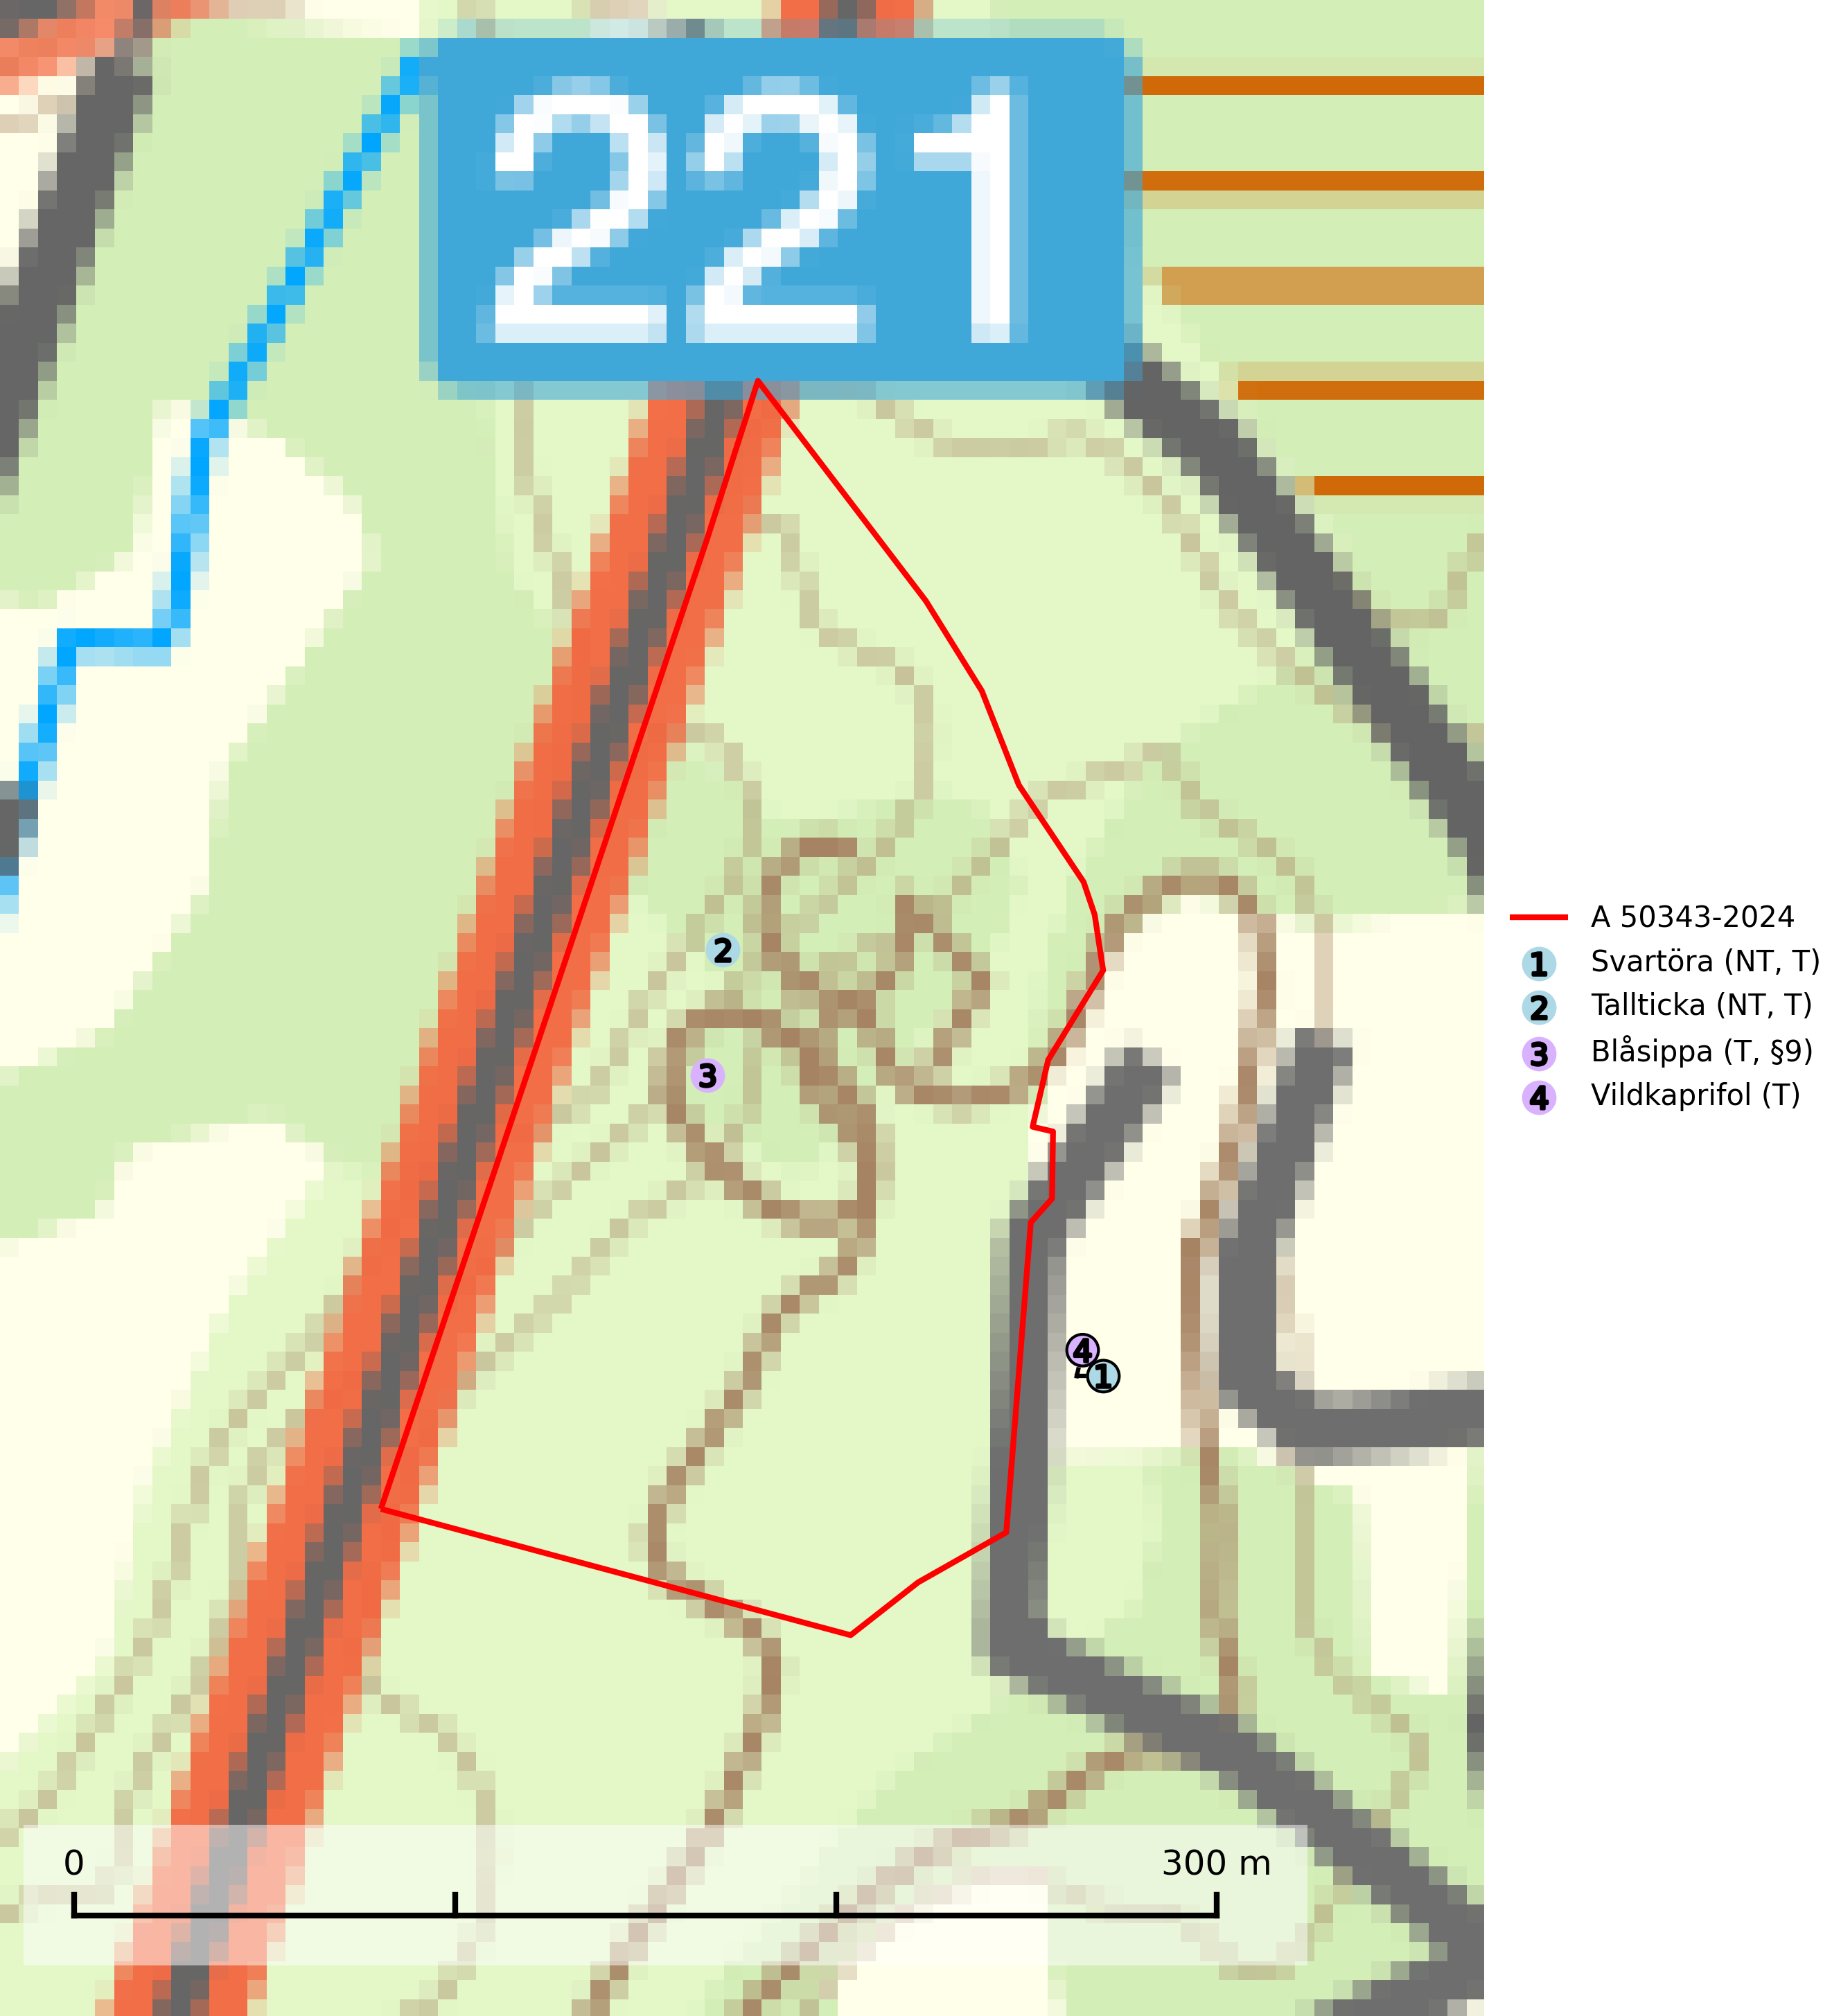 221
2
3
4
1
A 50343-2024
1 Svartöra (NT, T)
2 Tallticka (NT, T)
3 Blåsippa (T, §9)
4 Vildkaprifol (T)
0 300 m